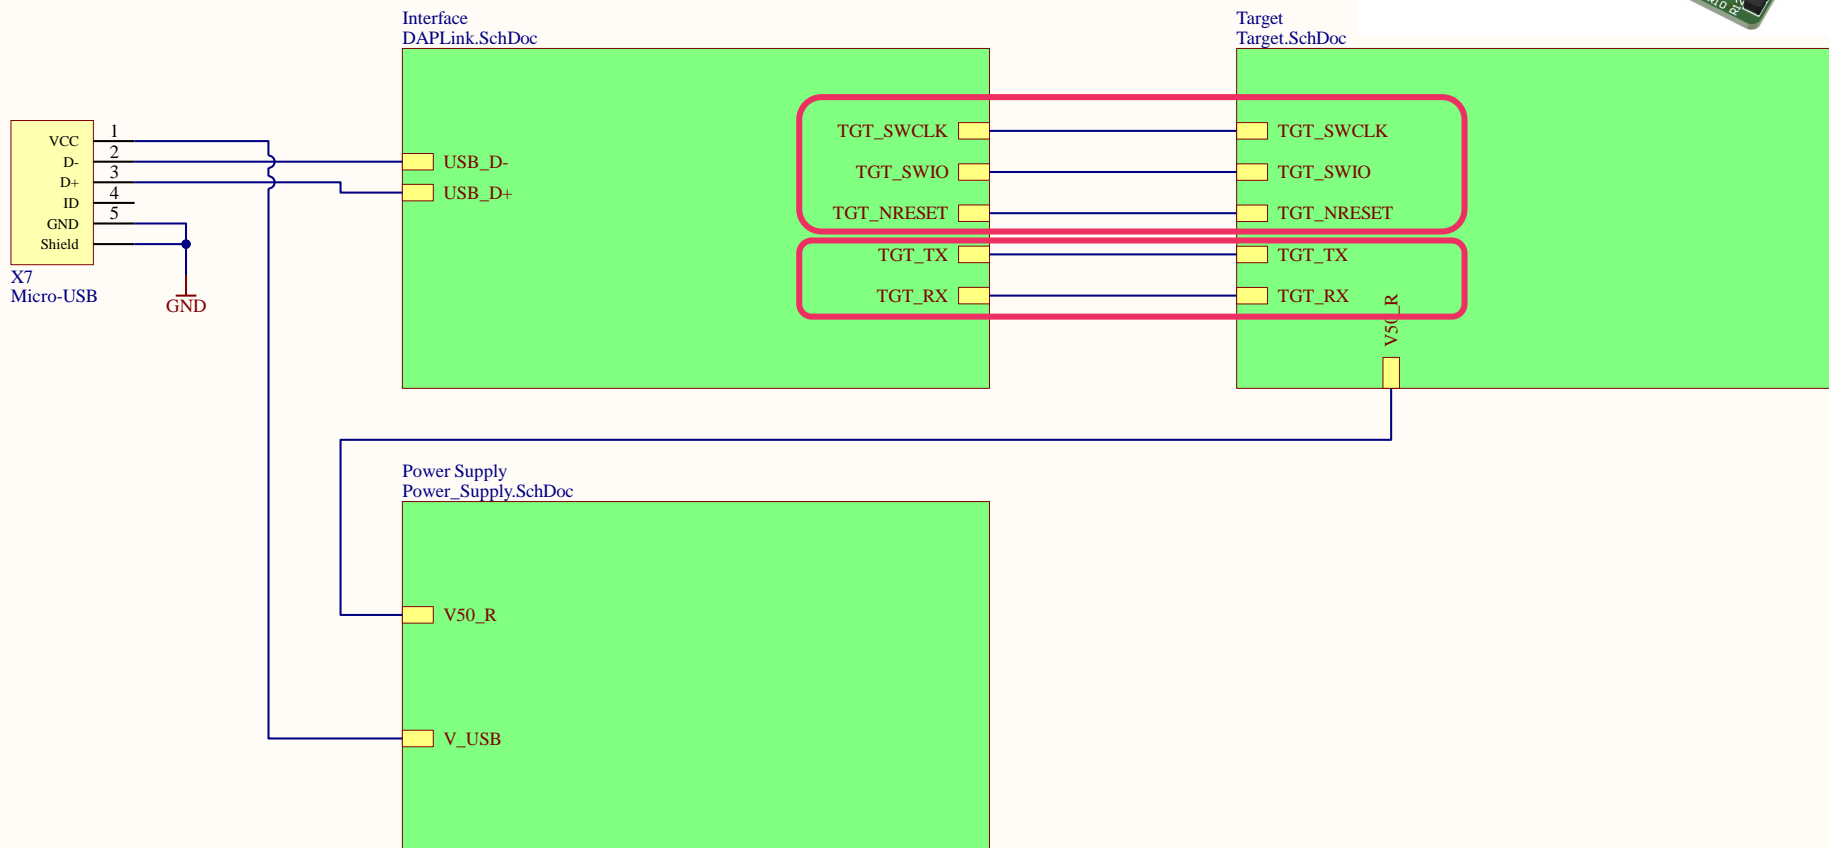 Interface
DAPLink.SchDoc
Target
Target.SchDoc
VCC 1
D- 2
D+ 3
ID 4
GND 5
Shield
X7
Micro-USB
GND
USB_D-
USB_D+
TGT_SWCLK
TGT_SWIO
TGT_NRESET
TGT_TX
TGT_RX
TGT_SWCLK
TGT_SWIO
TGT_NRESET
TGT_TX
TGT_RX
V50_R
Power Supply
Power_Supply.SchDoc
V50_R
V_USB